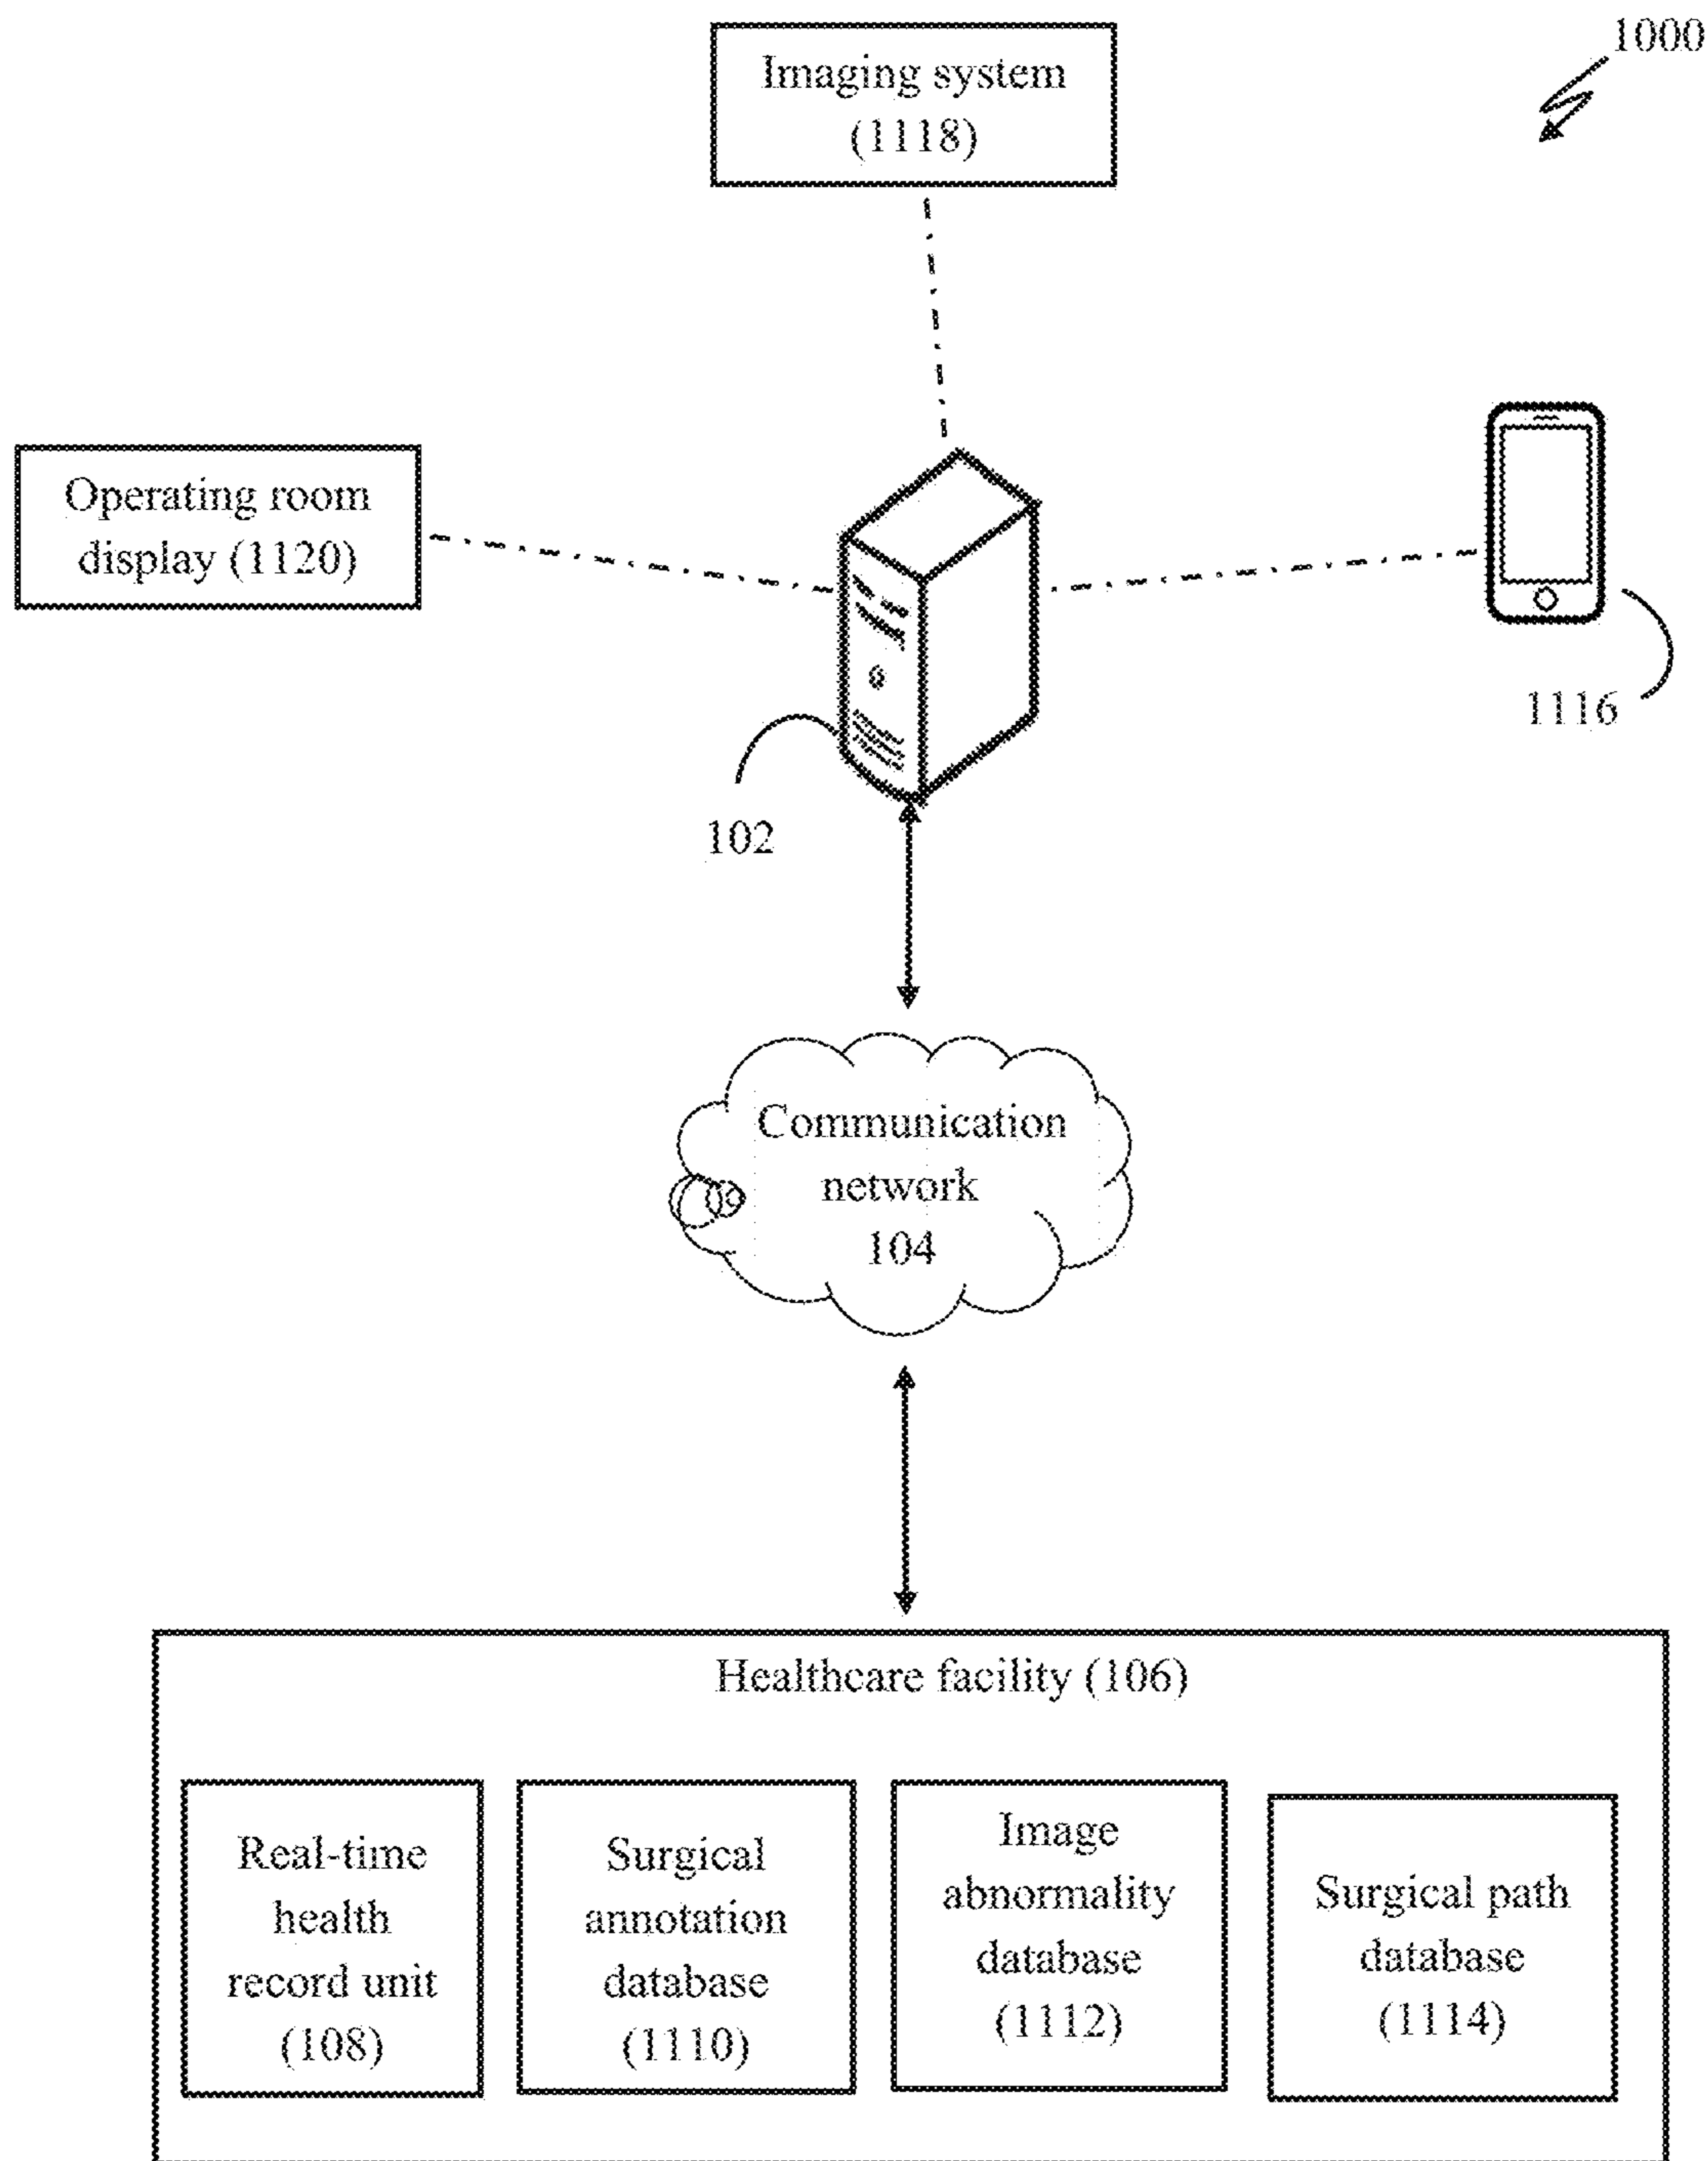 1000
Imaging system
(1118)
Operating room
display (1120)
1116
102
Communication
network
104
Healthcare facility (106)
Real-time
health
record unit
(108)
Surgical
annotation
database
(1110)
Image
abnormality
database
(1112)
Surgical path
database
(1114)